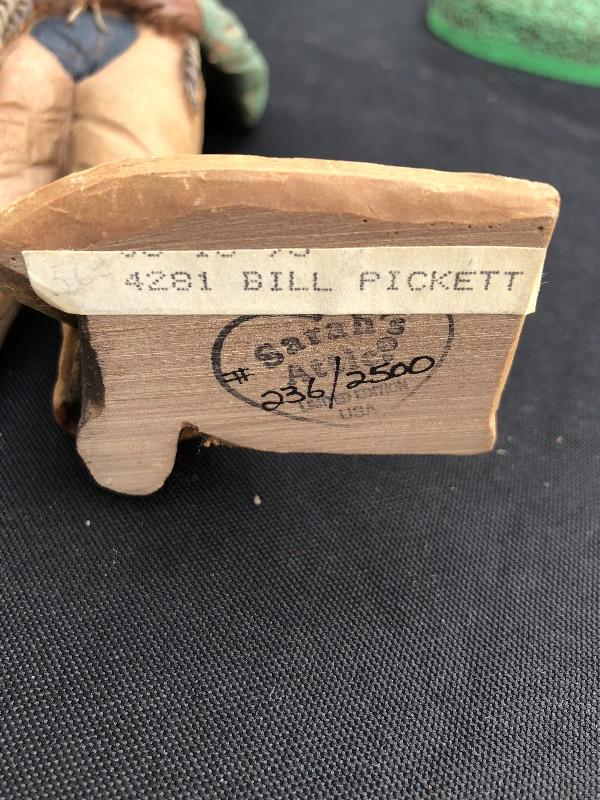 4281 BILL PICKETT
Sarah's
Attic
# 236/2500
LIMITED EDITION
USA